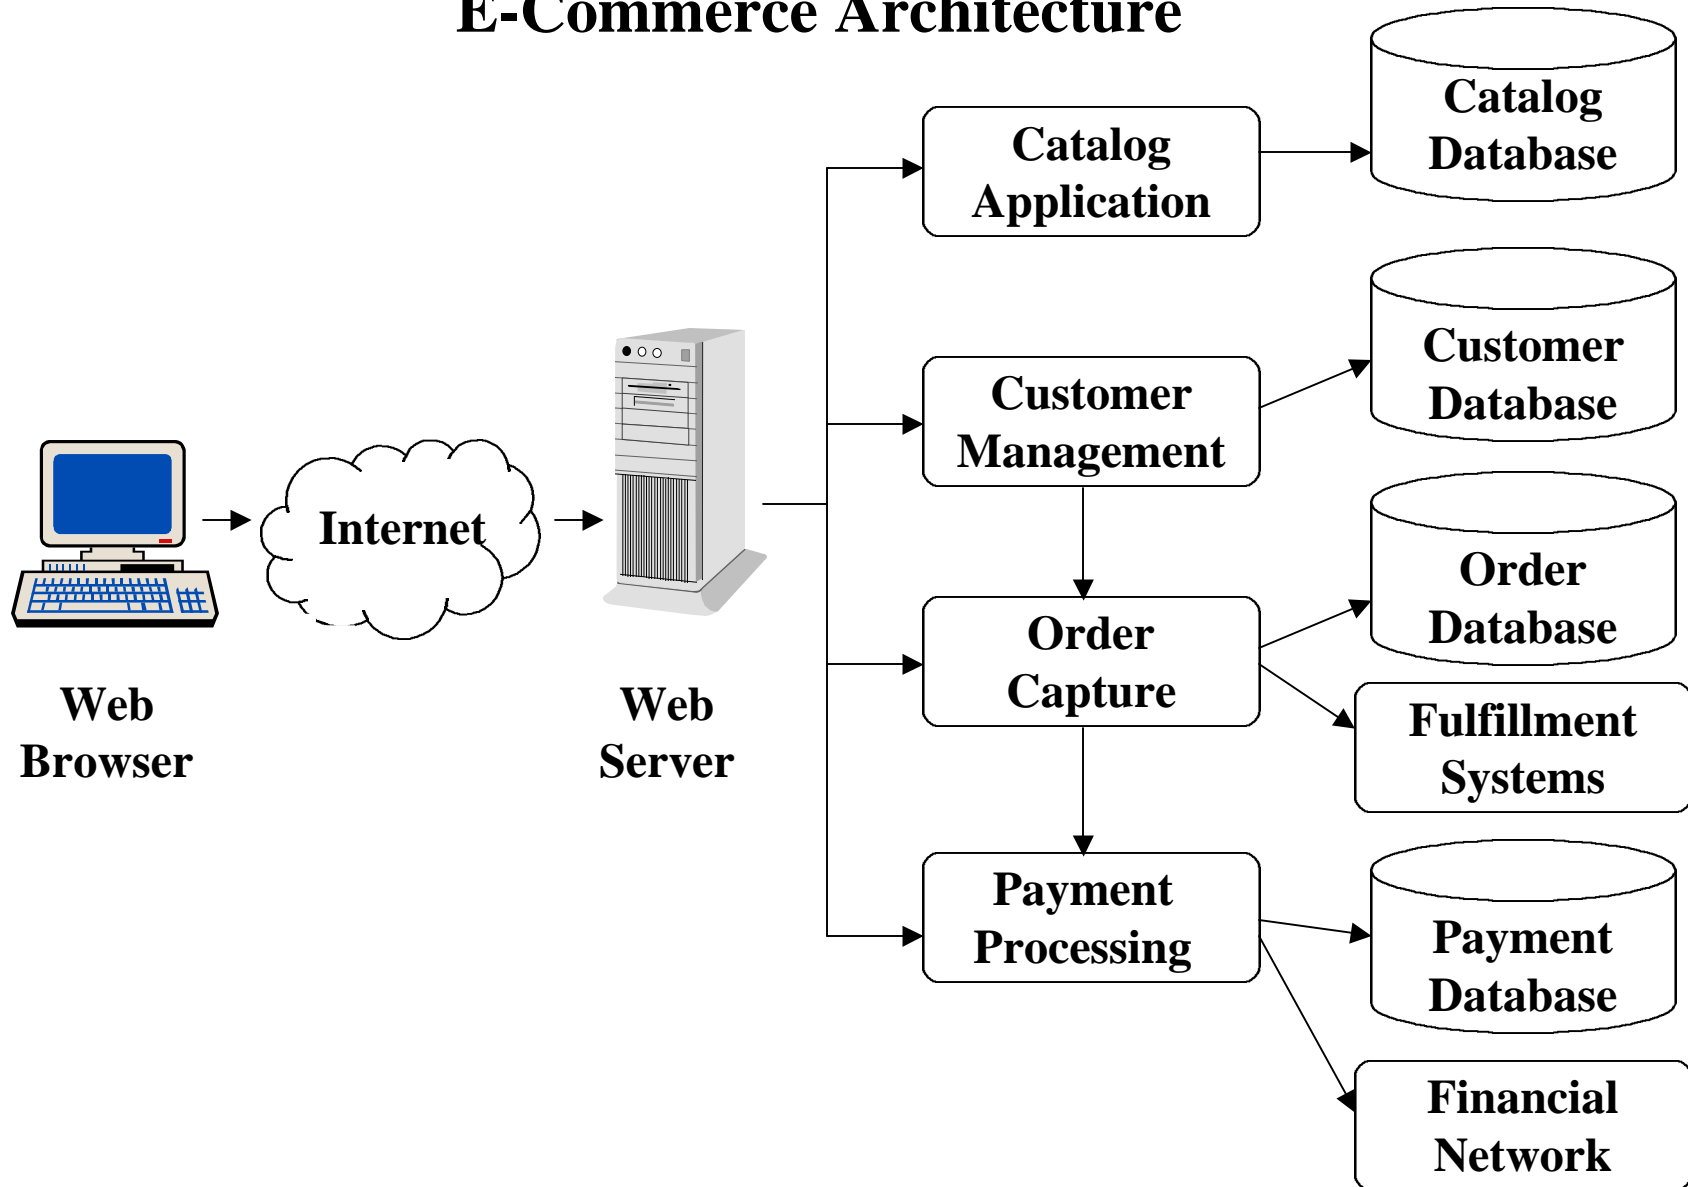 E-Commerce Architecture
Catalog
Database
Catalog
Application
Customer
Database
Customer
Management
Internet
Order
Database
Order
Capture
Web
Browser
Web
Server
Fulfillment
Systems
Payment
Processing
Payment
Database
Financial
Network